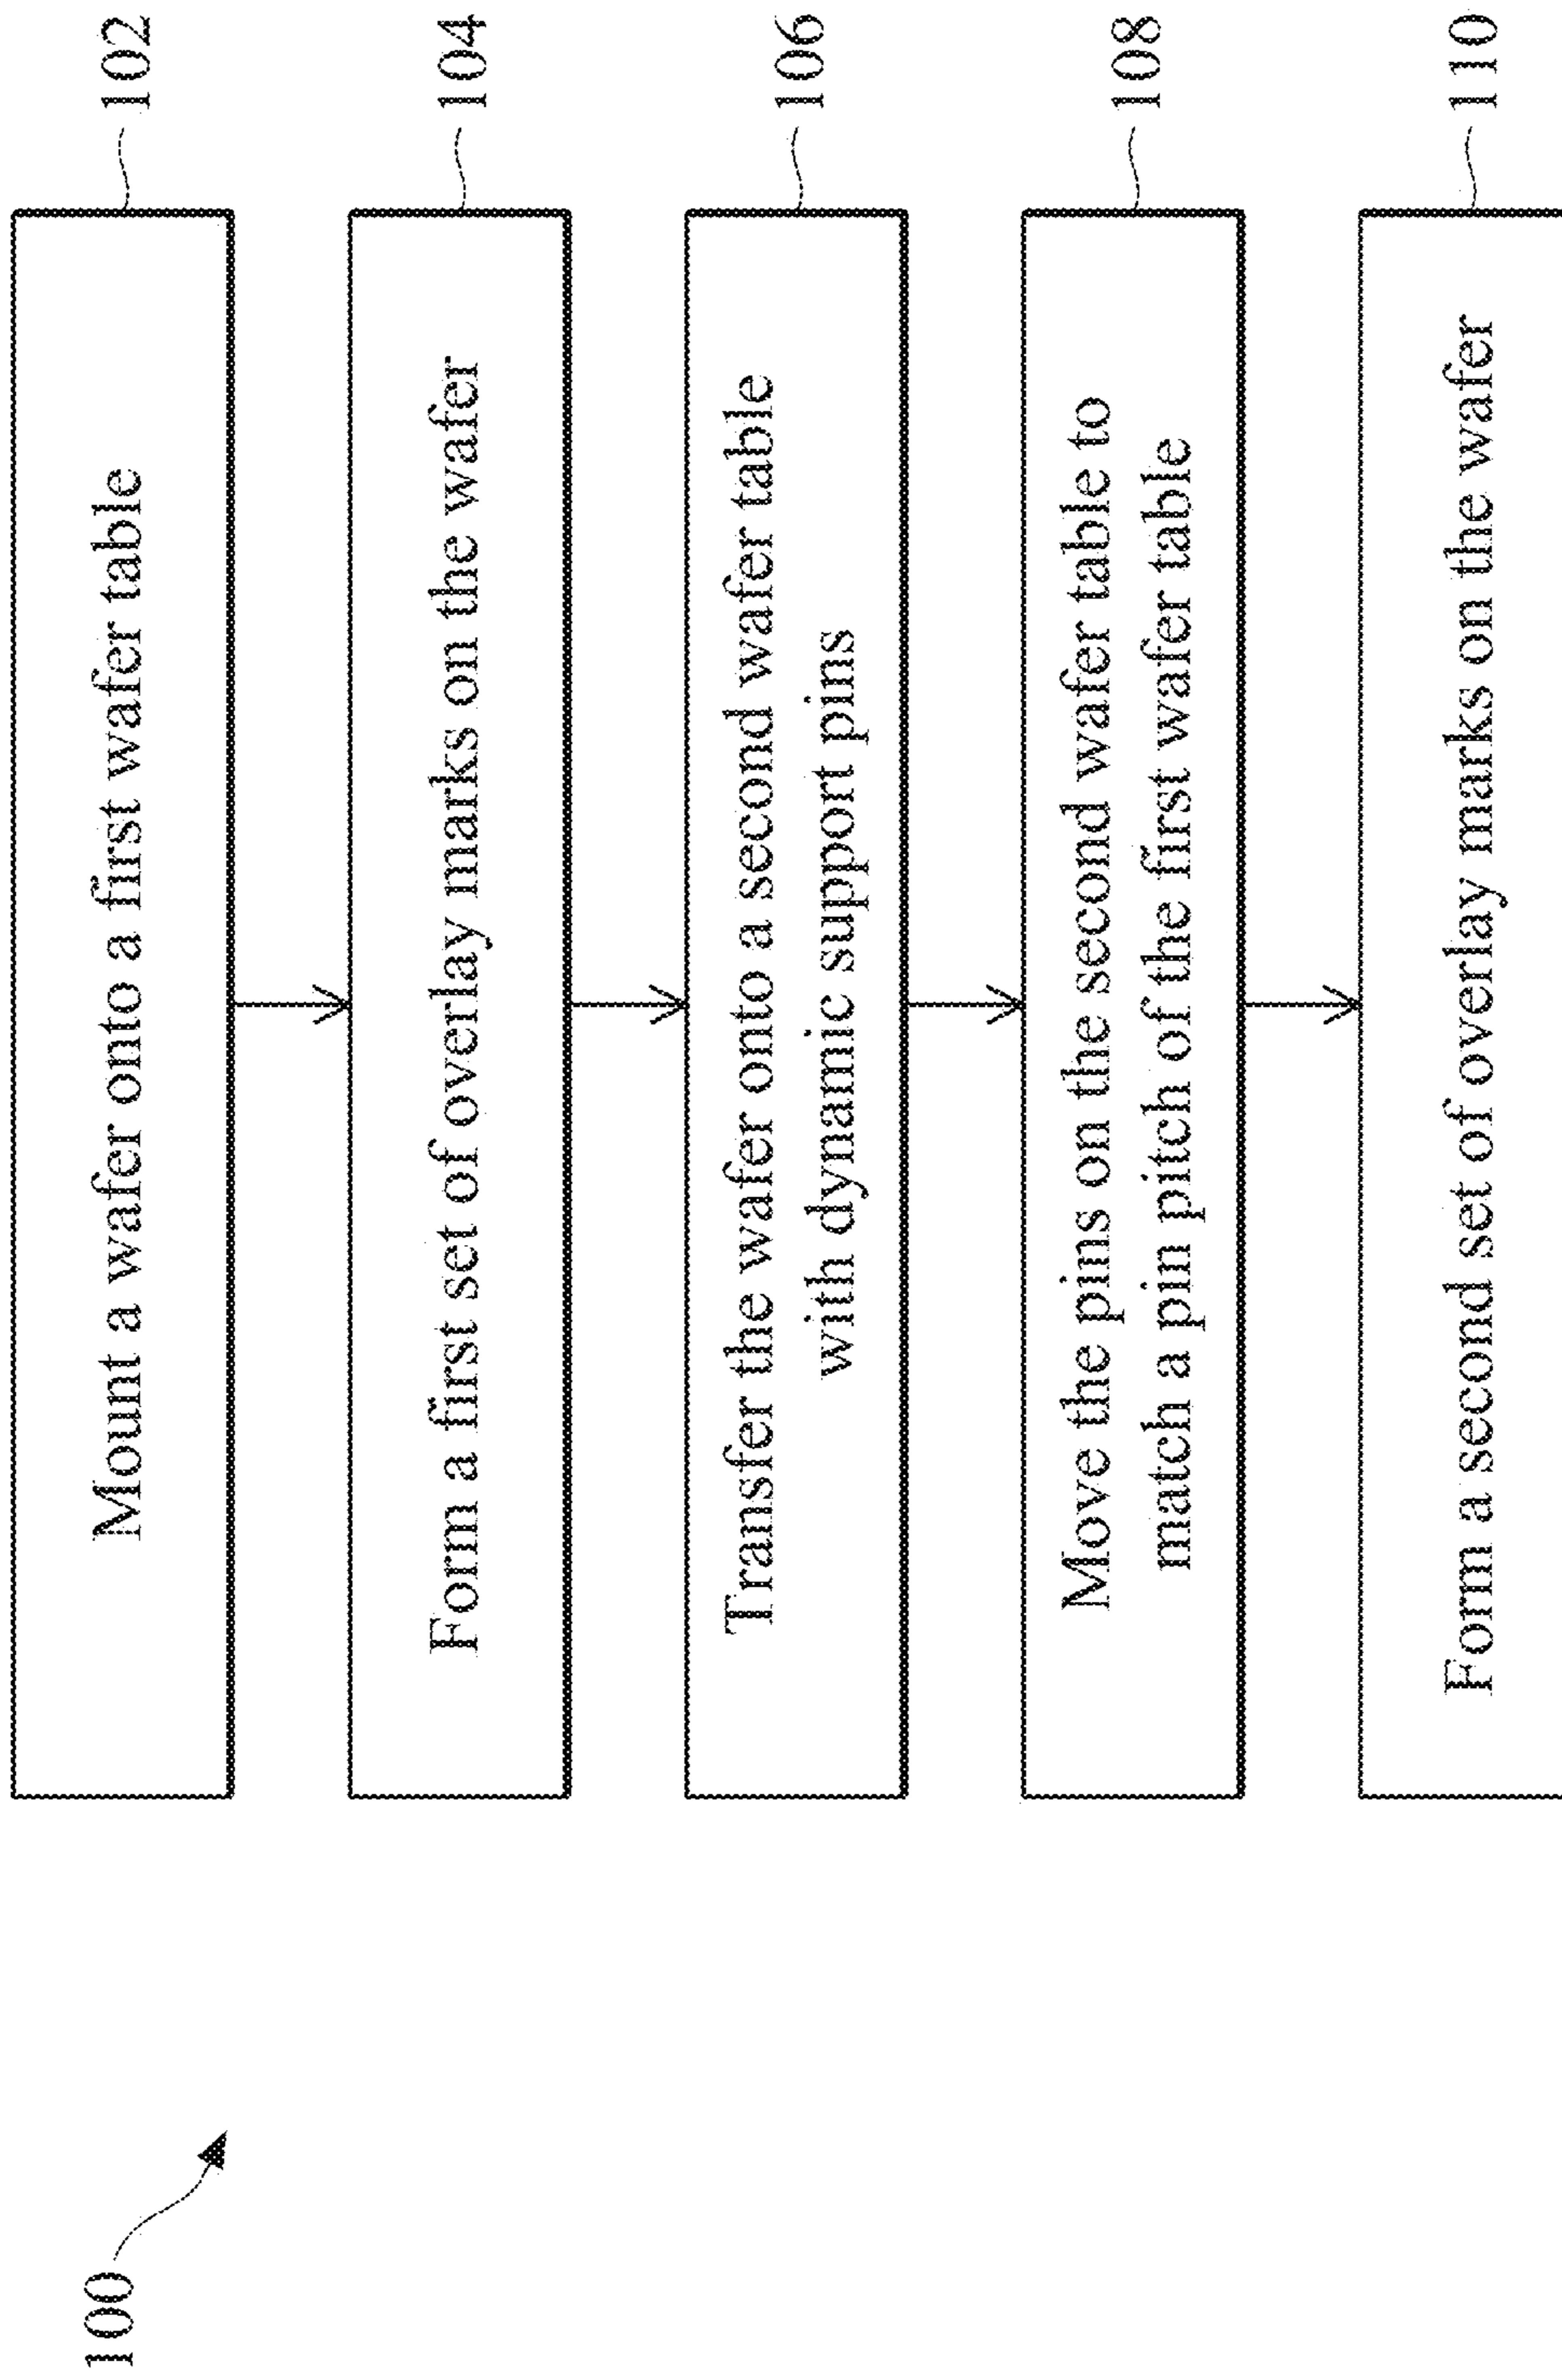 100
Mount a wafer onto a first wafer table
102
Form a first set of overlay marks on the wafer
104
Transfer the wafer onto a second wafer table
with dynamic support pins
106
Move the pins on the second wafer table to
match a pin pitch of the first wafer table
108
Form a second set of overlay marks on the wafer
110